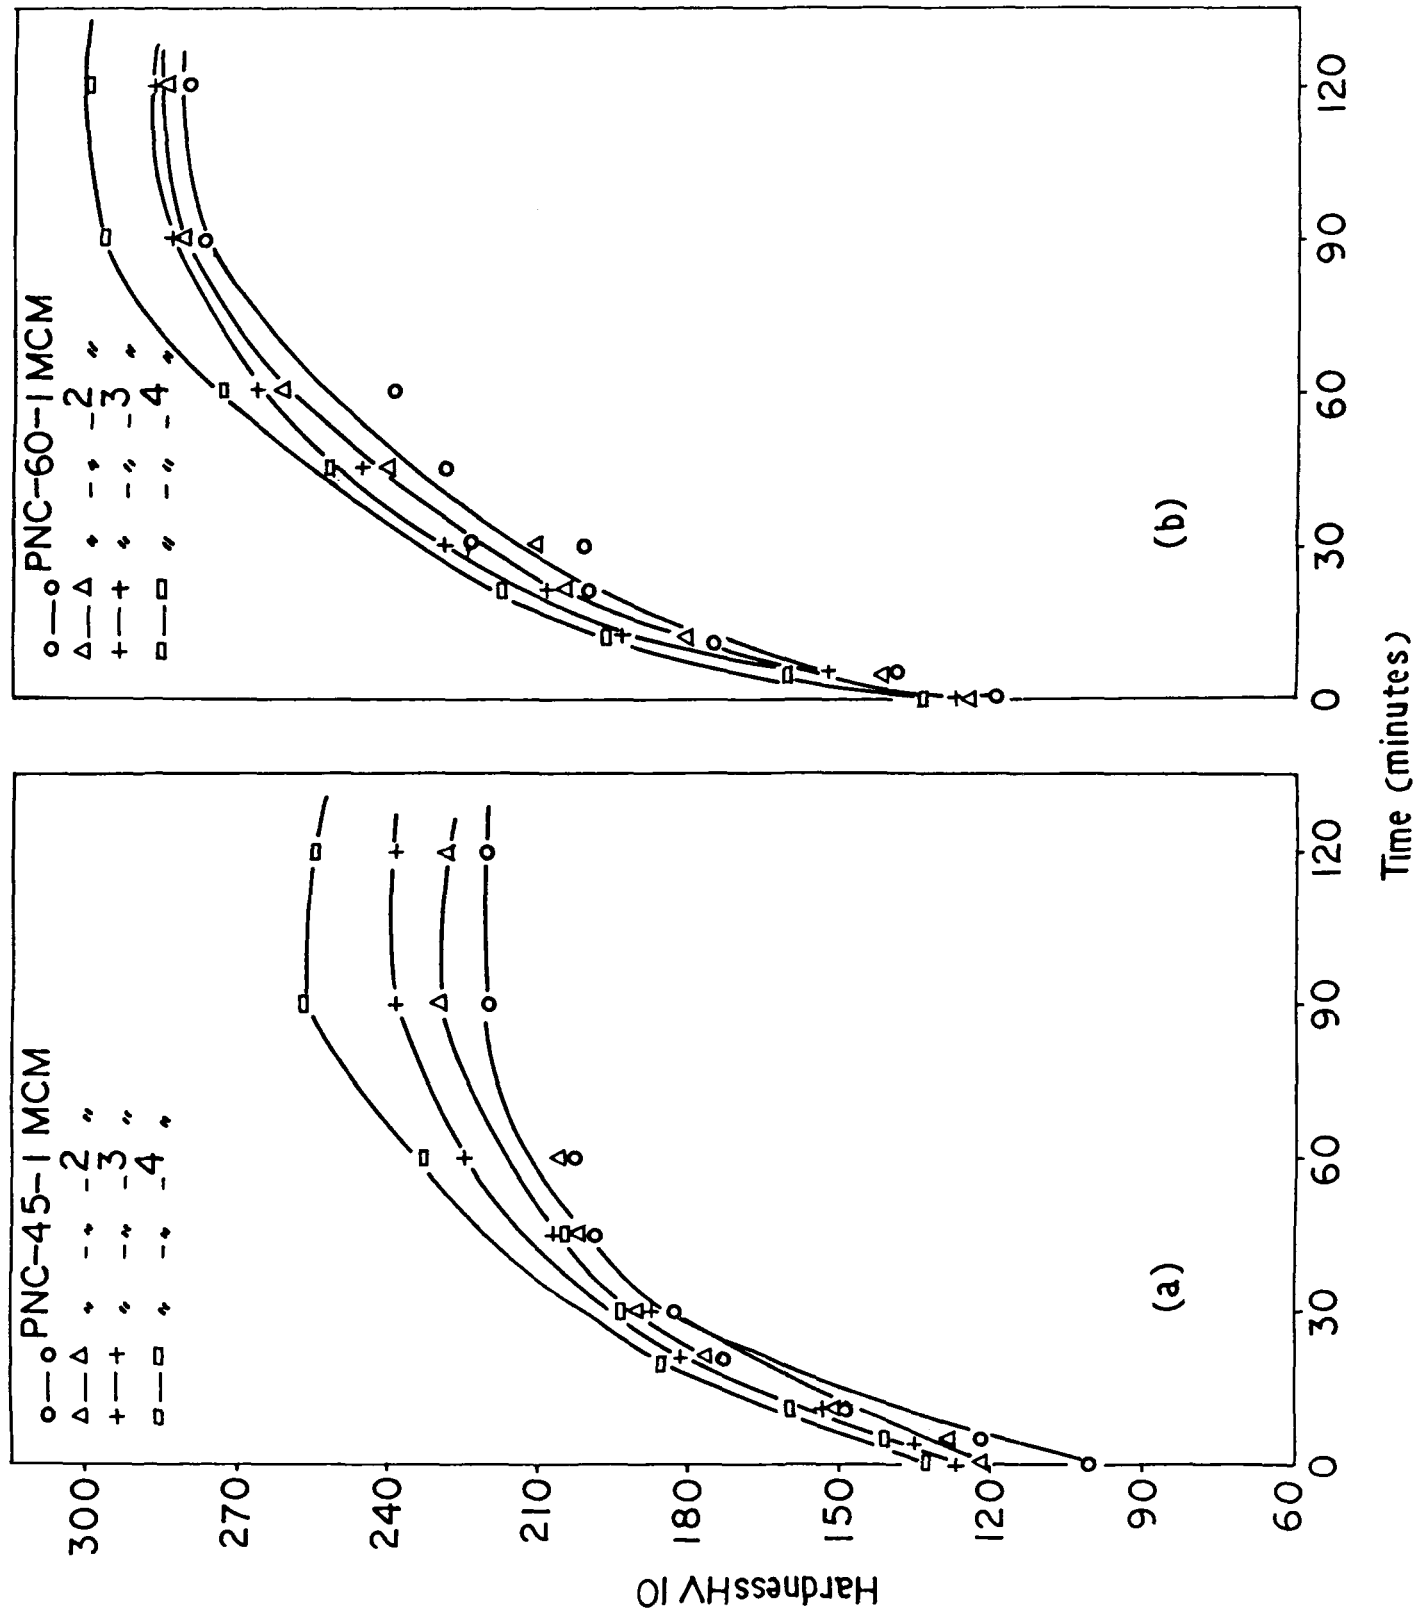 O—O PNC-45-1 MCM
△—△ 〃 -〃 -2 〃
+—+ 〃 -〃 -3 〃
▯—▯ 〃 -〃 -4 〃
300
270
240
210
180
150
120
90
60
Hardness HV 10
0 30 60 90 120
(a)
O—O PNC-60-1 MCM
△—△ 〃 -〃 -2 〃
+—+ 〃 -〃 -3 〃
▯—▯ 〃 -〃 -4 〃
0 30 60 90 120
(b)
Time (minutes)